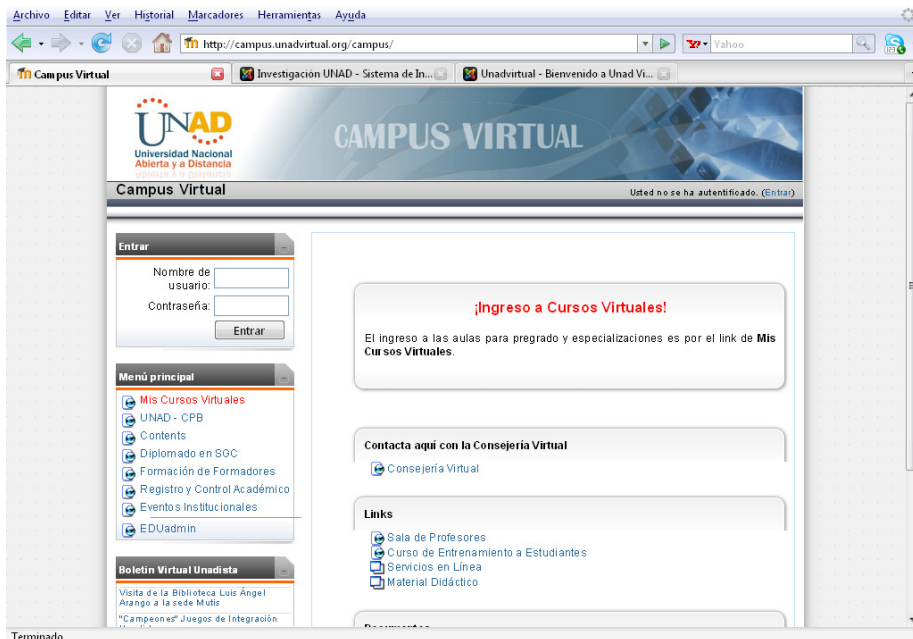 Archivo Editar Ver Historial Marcadores Herramientas Ayuda
http://campus.unadvirtual.org/campus/
Yahoo
Campus Virtual
Investigación UNAD - Sistema de In...
Unadvirtual - Bienvenido a Unad Vi...
UNAD
Universidad Nacional
Abierta y a Distancia
CAMPUS VIRTUAL
Campus Virtual
Usted no se ha autentificado. (Entrar)
Entrar
Nombre de
usuario:
Contraseña:
Entrar
Menú principal
Mis Cursos Virtuales
UNAD - CPB
Contents
Diplomado en SGC
Formación de Formadores
Registro y Control Académico
Eventos Institucionales
EDUadmin
Boletín Virtual Unadista
Visita de la Biblioteca Luis Ángel
Arango a la sede Mutis
"Campeones" Juegos de Integración
¡Ingreso a Cursos Virtuales!
El ingreso a las aulas para pregrado y especializaciones es por el link de Mis
Cursos Virtuales.
Contacta aquí con la Consejería Virtual
Consejería Virtual
Links
Sala de Profesores
Curso de Entrenamiento a Estudiantes
Servicios en Línea
Material Didáctico
Terminado